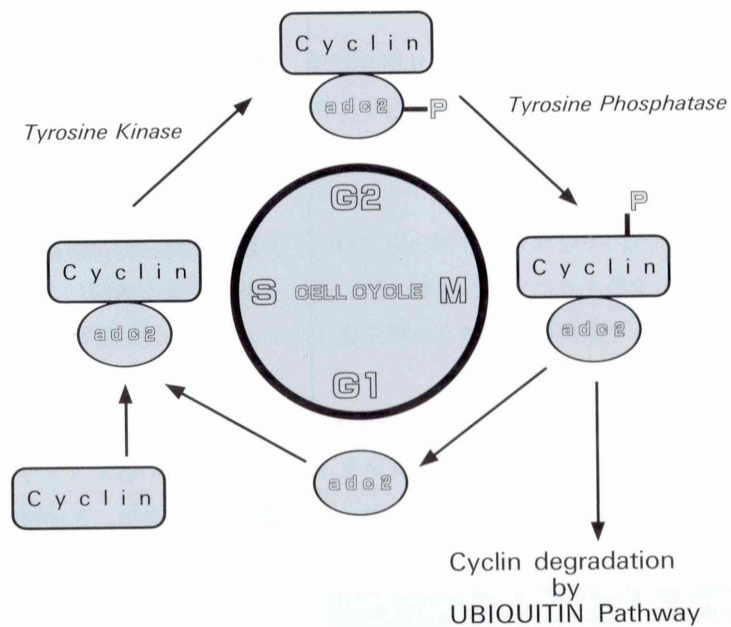 Cyclin
adc2
P
Tyrosine Kinase
Tyrosine Phosphatase
P
G2
Cyclin
adc2
S CELL CYCLE M
Cyclin
adc2
G1
Cyclin
adc2
Cyclin degradation
by
UBIQUITIN Pathway